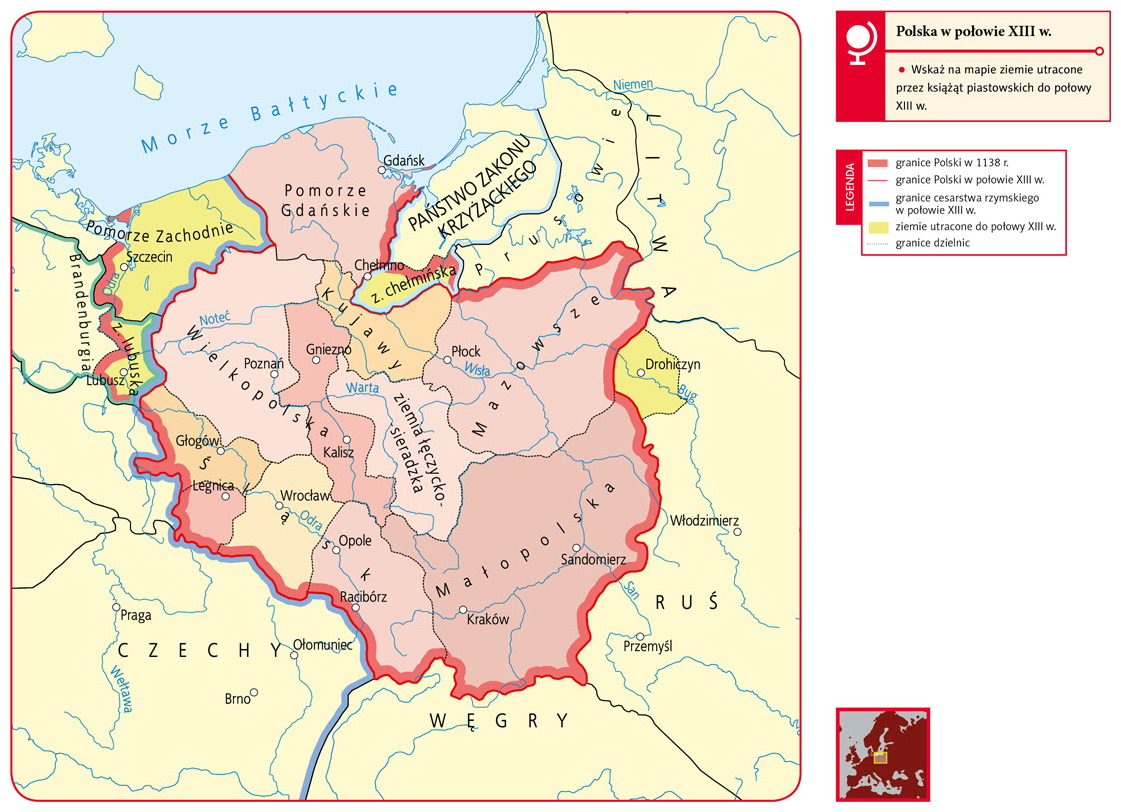 Polska w połowie XIII w.
• Wskaż na mapie ziemie utracone
przez książąt piastowskich do połowy
XIII w.
LEGENDA
granice Polski w 1138 r.
granice Polski w połowie XIII w.
granice cesarstwa rzymskiego
w połowie XIII w.
ziemie utracone do połowy XIII w.
granice dzielnic
Morze Bałtyckie
Niemen
LITWA
Prusowie
Gdańsk
PAŃSTWO ZAKONU
KRZYŻACKIEGO
Pomorze
Gdańskie
Pomorze Zachodnie
Szczecin
Odra
Brandenburgia
Chełmno
z. chełmińska
Kujawy
z. lubuska
Lubusz
Noteć
Wielkopolska
Poznań
Gniezno
Płock
Wisła
Mazowsze
Drohiczyn
Bug
Warta
ziemia łęczycko-
-sieradzka
Kalisz
Głogów
Śląsk
Legnica
Wrocław
Odra
Opole
Racibórz
Małopolska
Sandomierz
Kraków
Włodzimierz
San
RUŚ
Przemyśl
Praga
CZECHY
Ołomuniec
Wełtawa
Brno
WĘGRY